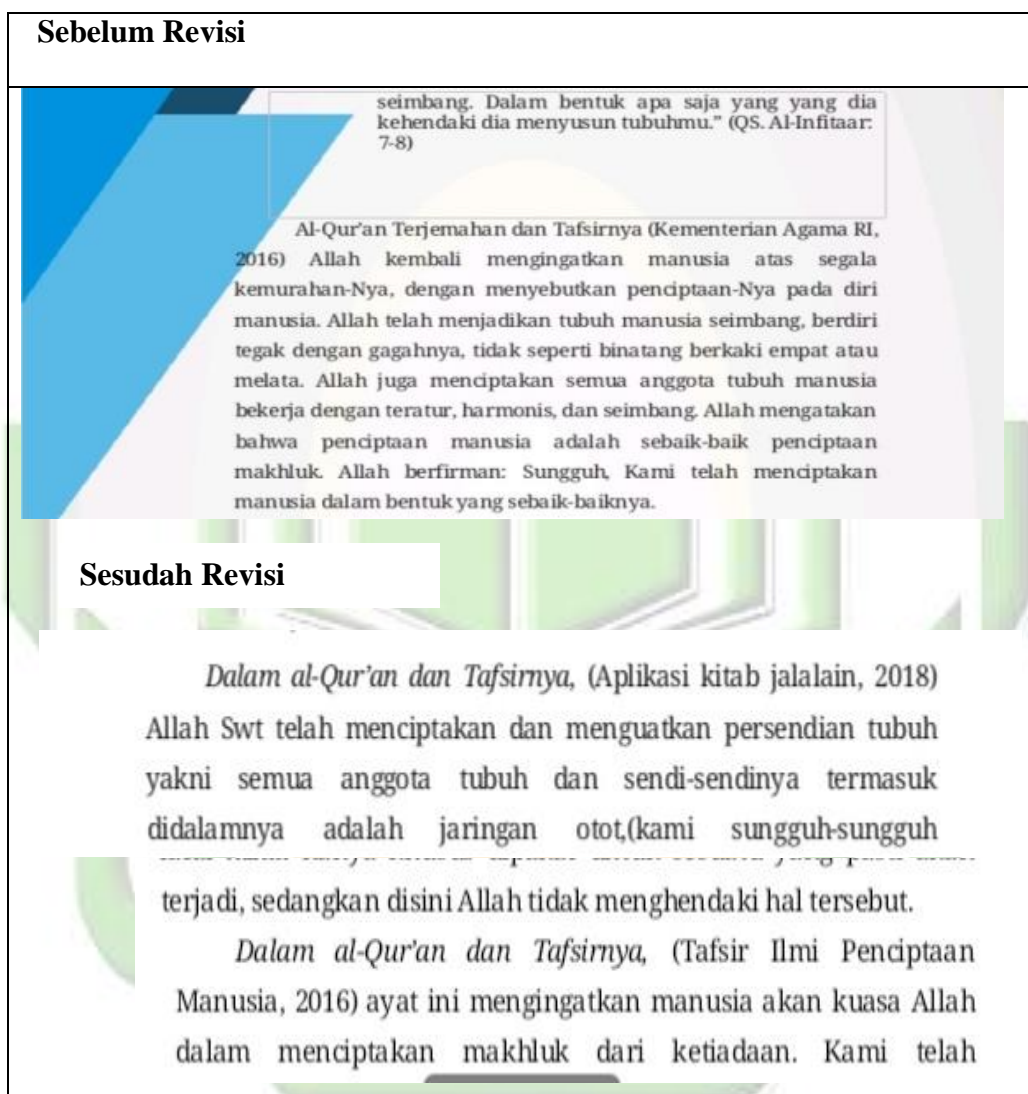 Sebelum Revisi
seimbang. Dalam bentuk apa saja yang yang dia
kehendaki dia menyusun tubuhmu.” (QS. Al-Infitaar:
7-8)
Al-Qur’an Terjemahan dan Tafsirnya (Kementerian Agama RI,
2016) Allah kembali mengingatkan manusia atas segala
kemurahan-Nya, dengan menyebutkan penciptaan-Nya pada diri
manusia. Allah telah menjadikan tubuh manusia seimbang, berdiri
tegak dengan gagahnya, tidak seperti binatang berkaki empat atau
melata. Allah juga menciptakan semua anggota tubuh manusia
bekerja dengan teratur, harmonis, dan seimbang. Allah mengatakan
bahwa penciptaan manusia adalah sebaik-baik penciptaan
makhluk. Allah berfirman: Sungguh, Kami telah menciptakan
manusia dalam bentuk yang sebaik-baiknya.
Sesudah Revisi
Dalam al-Qur’an dan Tafsirnya, (Aplikasi kitab jalalain, 2018)
Allah Swt telah menciptakan dan menguatkan persendian tubuh
yakni semua anggota tubuh dan sendi-sendinya termasuk
didalamnya adalah jaringan otot,(kami sungguh-sungguh
terjadi, sedangkan disini Allah tidak menghendaki hal tersebut.
Dalam al-Qur’an dan Tafsirnya, (Tafsir Ilmi Penciptaan
Manusia, 2016) ayat ini mengingatkan manusia akan kuasa Allah
dalam menciptakan makhluk dari ketiadaan. Kami telah